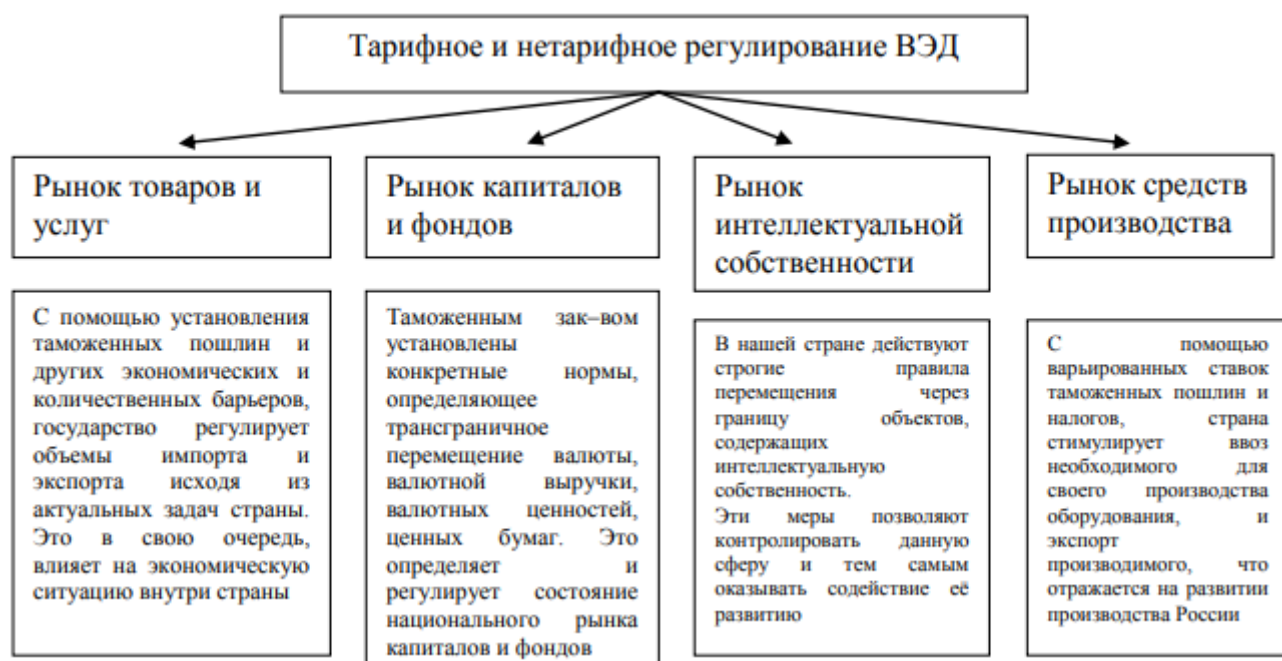 Тарифное и нетарифное регулирование ВЭД
Рынок товаров и
услуг
Рынок капиталов
и фондов
Рынок
интеллектуальной
собственности
Рынок средств
производства
С помощью установления
таможенных пошлин и
других экономических и
количественных барьеров,
государство регулирует
объемы импорта и
экспорта исходя из
актуальных задач страны.
Это в свою очередь,
влияет на экономическую
ситуацию внутри страны
Таможенным зак–вом
установлены
конкретные нормы,
определяющее
трансграничное
перемещение валюты,
валютной выручки,
валютных ценностей,
ценных бумаг. Это
определяет и
регулирует состояние
национального рынка
капиталов и фондов
В нашей стране действуют
строгие правила
перемещения через
границу объектов,
содержащих
интеллектуальную
собственность.
Эти меры позволяют
контролировать данную
сферу и тем самым
оказывать содействие её
развитию
С помощью
варьированных ставок
таможенных пошлин и
налогов, страна
стимулирует ввоз
необходимого для
своего производства
оборудования, и
экспорт
производимого, что
отражается на развитии
производства России